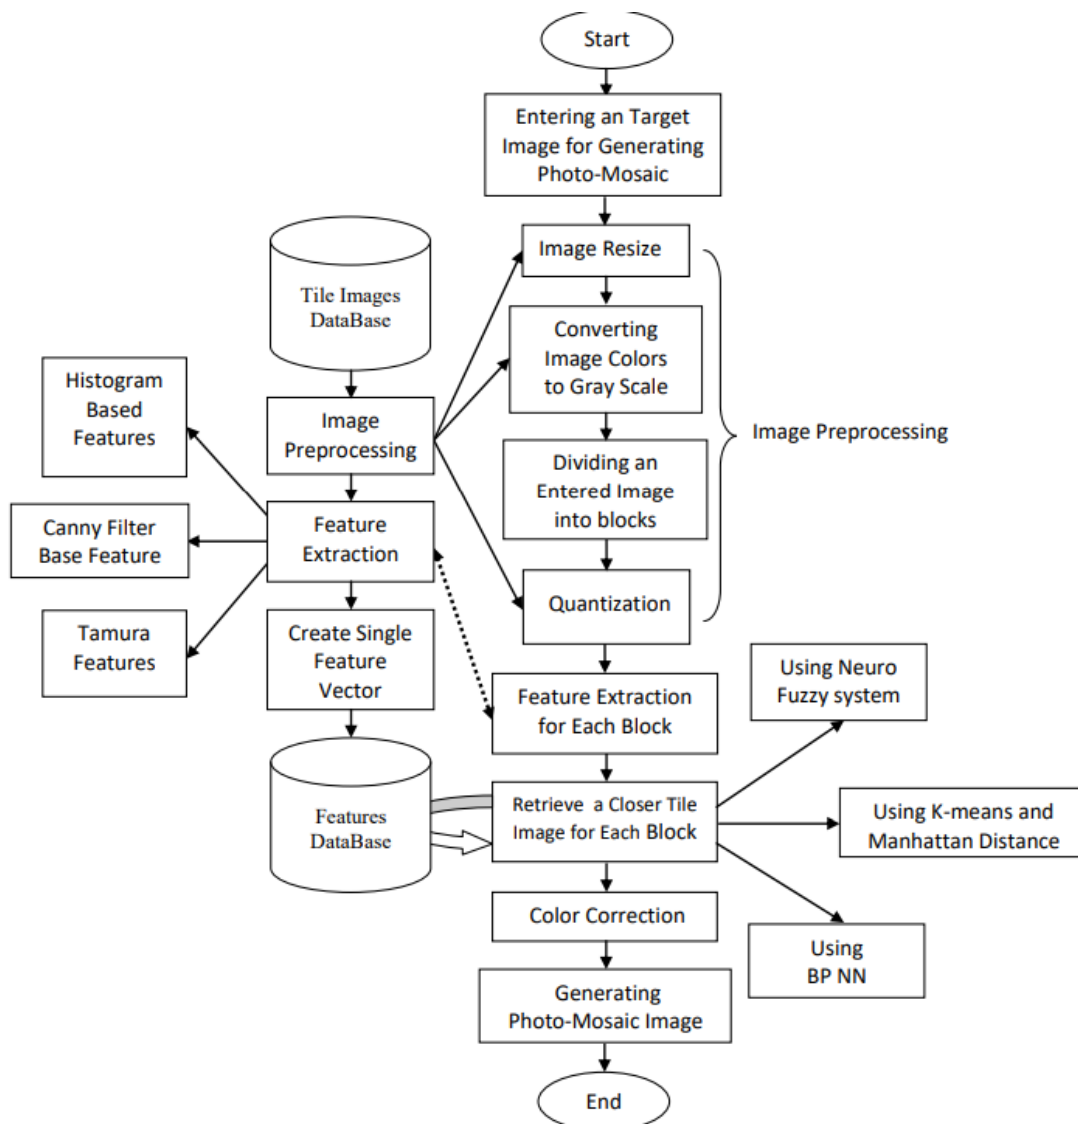 Start
Entering an Target
Image for Generating
Photo-Mosaic
Image Resize
Tile Images
DataBase
Converting
Image Colors
to Gray Scale
Histogram
Based
Features
Image
Preprocessing
Image Preprocessing
Dividing an
Entered Image
into blocks
Canny Filter
Base Feature
Feature
Extraction
Quantization
Tamura
Features
Create Single
Feature
Vector
Using Neuro
Fuzzy system
Feature Extraction
for Each Block
Features
DataBase
Retrieve a Closer Tile
Image for Each Block
Using K-means and
Manhattan Distance
Color Correction
Using
BP NN
Generating
Photo-Mosaic Image
End